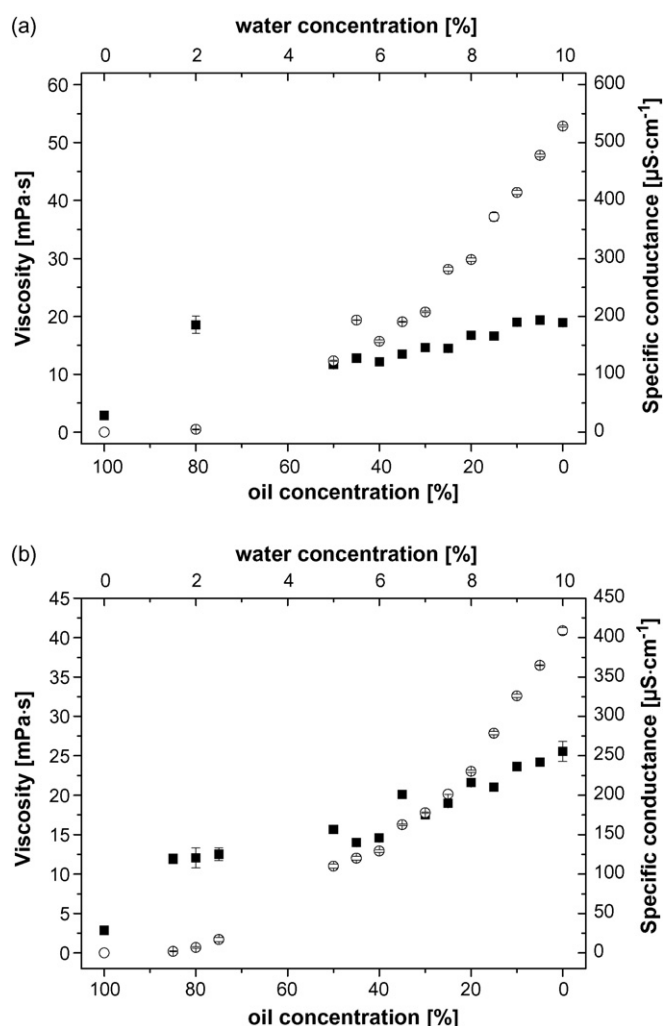 (a)
water concentration [%]
0 2 4 6 8 10
60
50
40
30
20
10
0
Viscosity [mPa·s]
600
500
400
300
200
100
0
Specific conductance [µS·cm⁻¹]
100 80 60 40 20 0
oil concentration [%]
(b)
water concentration [%]
0 2 4 6 8 10
45
40
35
30
25
20
15
10
5
0
Viscosity [mPa·s]
450
400
350
300
250
200
150
100
50
0
Specific conductance [µS·cm⁻¹]
100 80 60 40 20 0
oil concentration [%]